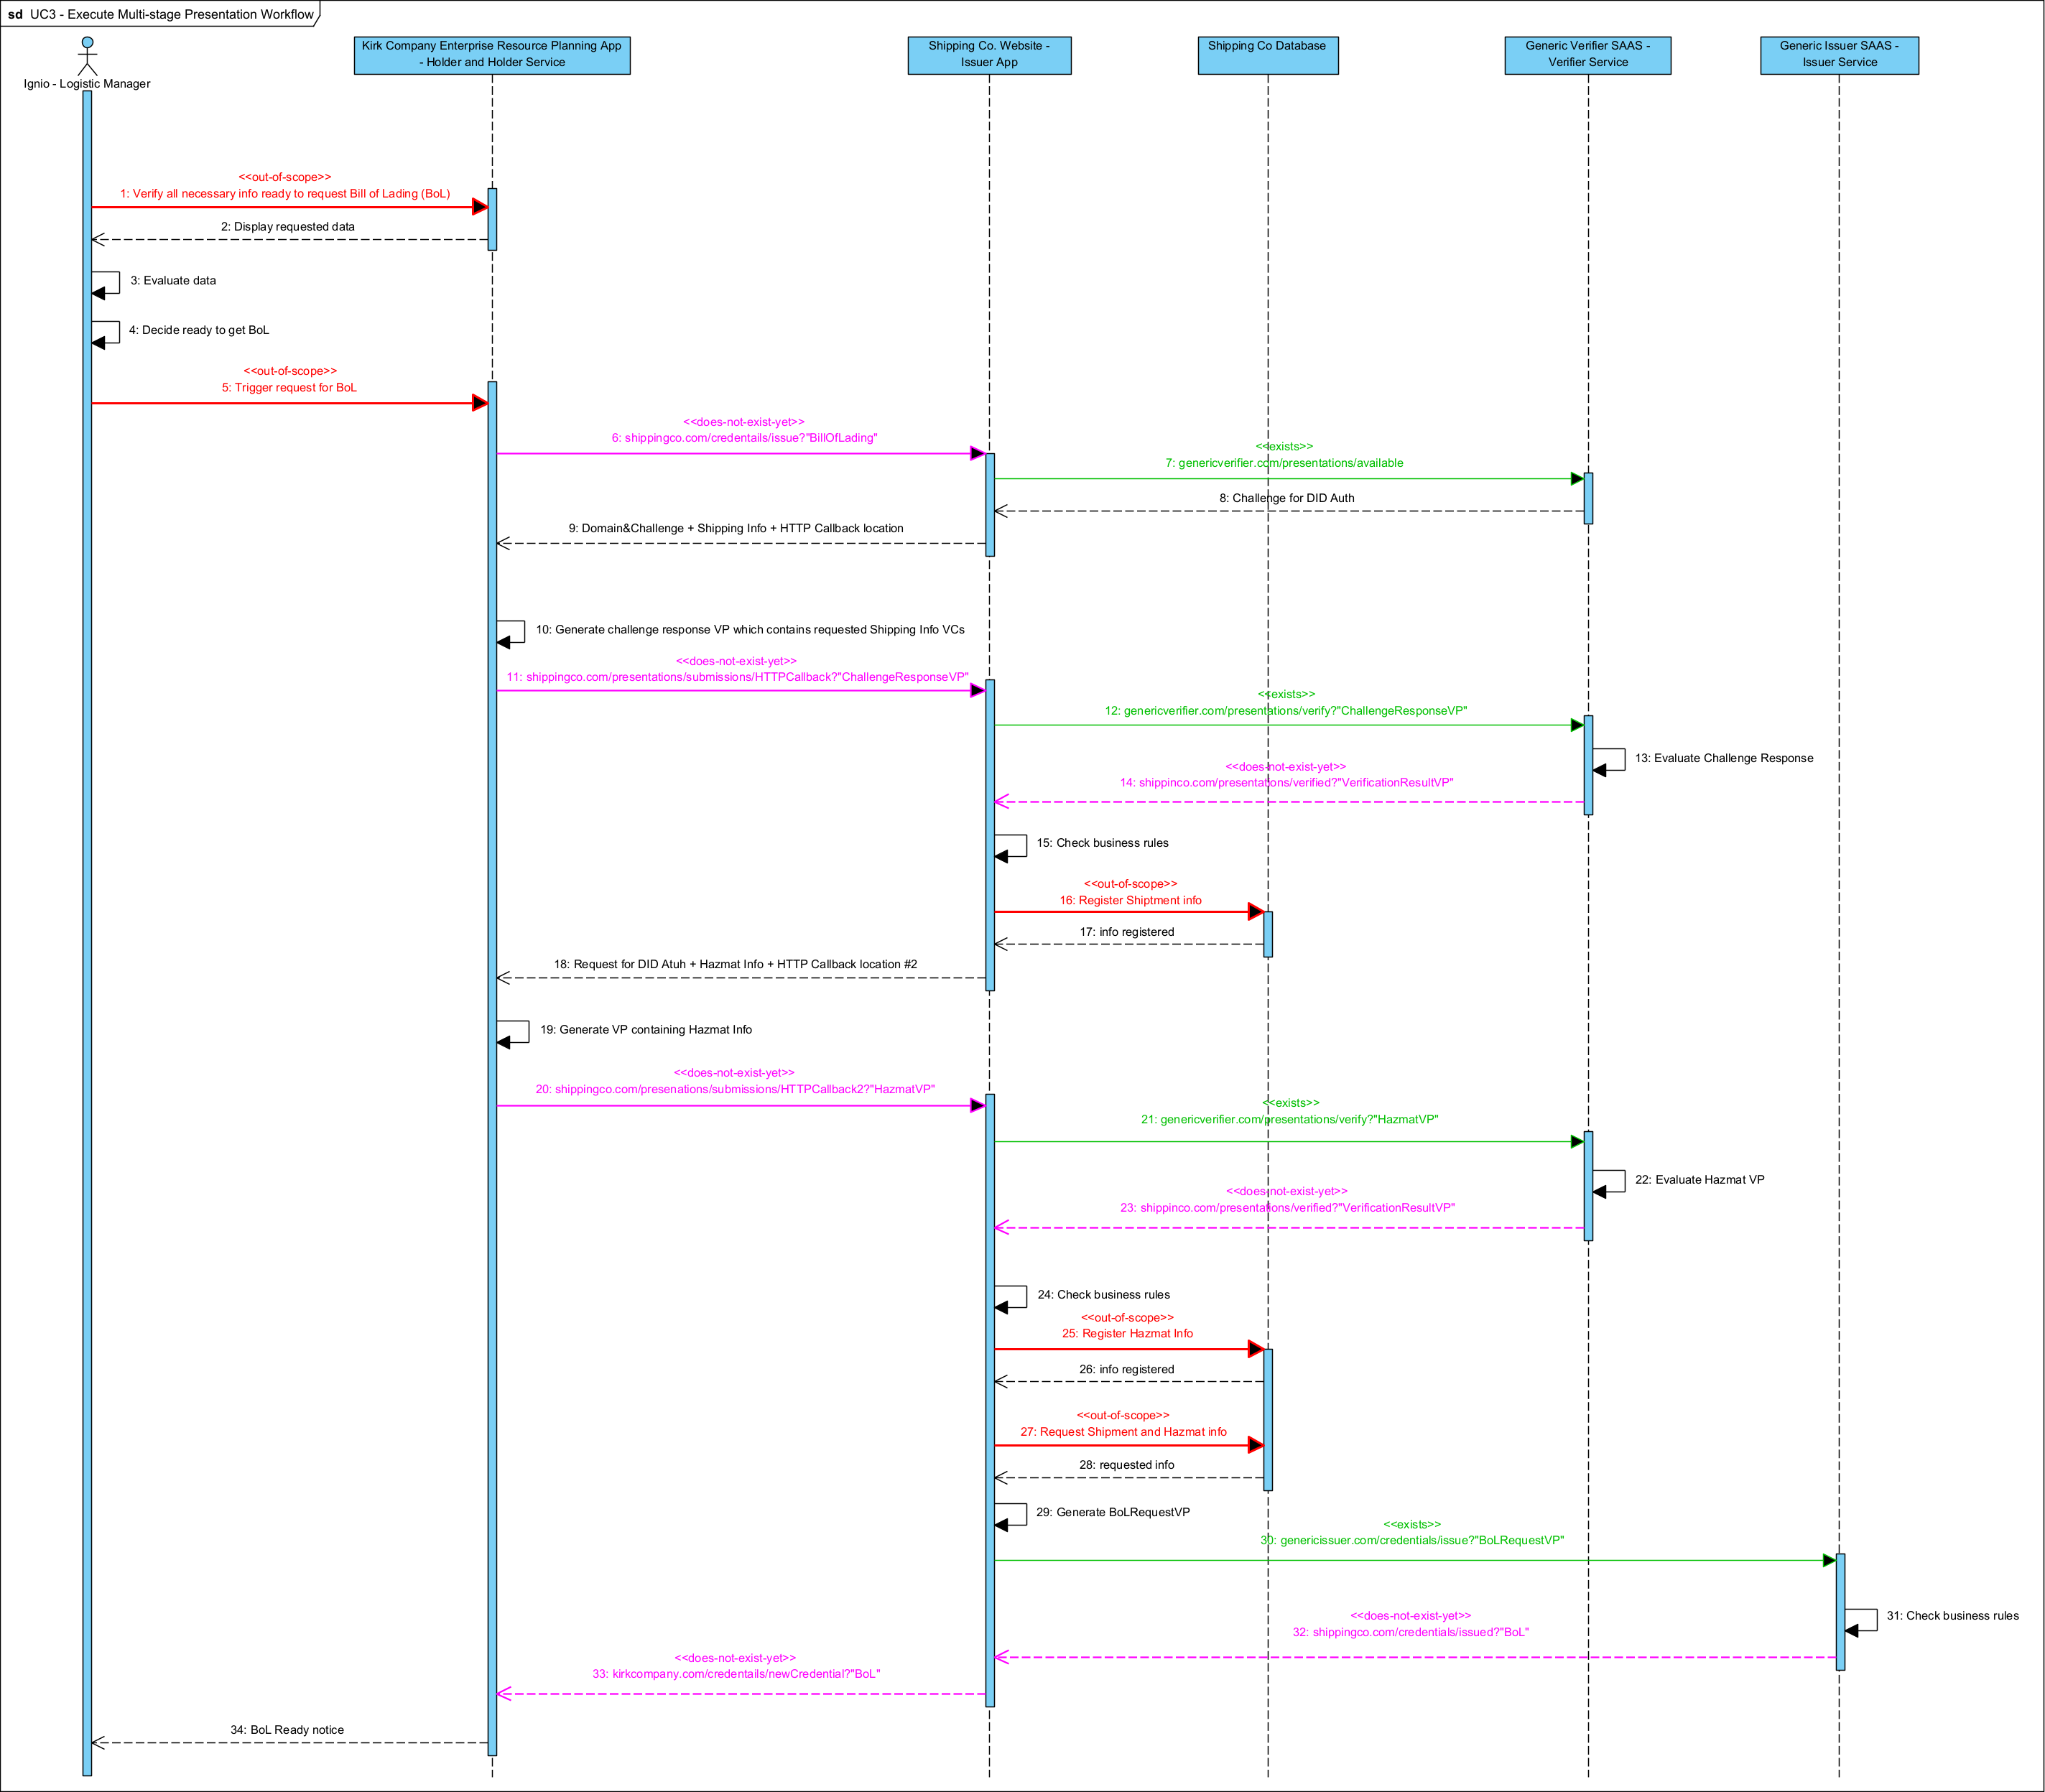 sd UC3 - Execute Multi-stage Presentation Workflow
Ignio - Logistic Manager
Kirk Company Enterprise Resource Planning App
- Holder and Holder Service
Shipping Co. Website -
Issuer App
Shipping Co Database
Generic Verifier SAAS -
Verifier Service
Generic Issuer SAAS -
Issuer Service
<<out-of-scope>>
1: Verify all necessary info ready to request Bill of Lading (BoL)
2: Display requested data
3: Evaluate data
4: Decide ready to get BoL
<<out-of-scope>>
5: Trigger request for BoL
<<does-not-exist-yet>>
6: shippingco.com/credentails/issue?"BillOfLading"
<<exists>>
7: genericverifier.com/presentations/available
8: Challenge for DID Auth
9: Domain&Challenge + Shipping Info + HTTP Callback location
10: Generate challenge response VP which contains requested Shipping Info VCs
<<does-not-exist-yet>>
11: shippingco.com/presentations/submissions/HTTPCallback?"ChallengeResponseVP"
<<exists>>
12: genericverifier.com/presentations/verify?"ChallengeResponseVP"
13: Evaluate Challenge Response
<<does-not-exist-yet>>
14: shippinco.com/presentations/verified?"VerificationResultVP"
15: Check business rules
<<out-of-scope>>
16: Register Shiptment info
17: info registered
18: Request for DID Atuh + Hazmat Info + HTTP Callback location #2
19: Generate VP containing Hazmat Info
<<does-not-exist-yet>>
20: shippingco.com/presenations/submissions/HTTPCallback2?"HazmatVP"
<<exists>>
21: genericverifier.com/presentations/verify?"HazmatVP"
22: Evaluate Hazmat VP
<<does-not-exist-yet>>
23: shippinco.com/presentations/verified?"VerificationResultVP"
24: Check business rules
<<out-of-scope>>
25: Register Hazmat Info
26: info registered
<<out-of-scope>>
27: Request Shipment and Hazmat info
28: requested info
29: Generate BoLRequestVP
<<exists>>
30: genericissuer.com/credentials/issue?"BoLRequestVP"
31: Check business rules
<<does-not-exist-yet>>
32: shippingco.com/credentials/issued?"BoL"
<<does-not-exist-yet>>
33: kirkcompany.com/credentails/newCredential?"BoL"
34: BoL Ready notice